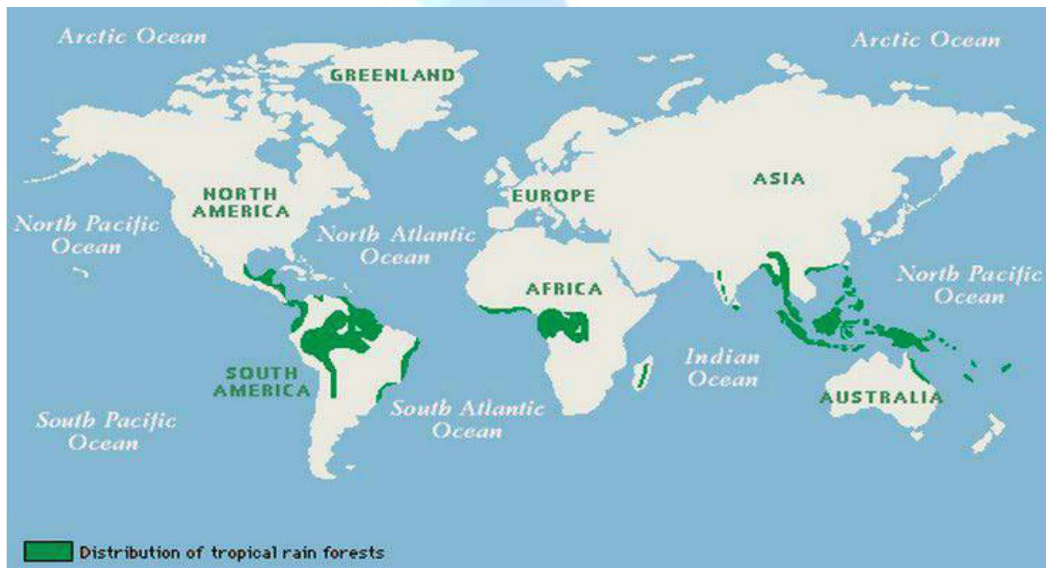 Arctic Ocean
Arctic Ocean
GREENLAND
ASIA
NORTH
AMERICA
EUROPE
North Pacific
Ocean
North Atlantic
Ocean
North Pacific
Ocean
AFRICA
Indian
Ocean
SOUTH
AMERICA
AUSTRALIA
South Atlantic
Ocean
South Pacific
Ocean
Distribution of tropical rain forests